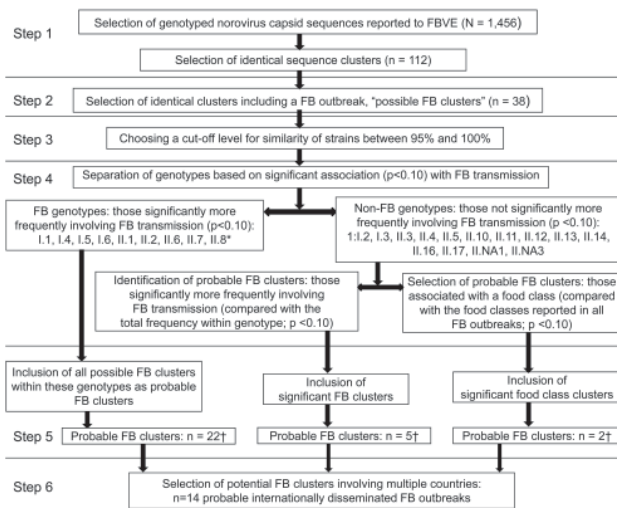 Step 1
Selection of genotyped norovirus capsid sequences reported to FBVE (N = 1,456)
Selection of identical sequence clusters (n = 112)
Step 2
Selection of identical clusters including a FB outbreak, "possible FB clusters" (n = 38)
Step 3
Choosing a cut-off level for similarity of strains between 95% and 100%
Step 4
Separation of genotypes based on significant association (p<0.10) with FB transmission
FB genotypes: those significantly more
frequently involving FB transmission (p<0.10):
I.1, I.4, I.5, I.6, II.1, II.2, II.6, II.7, II.8*
Non-FB genotypes: those not significantly more
frequently involving FB transmission (p <0.10):
1:I.2, I.3, II.3, II.4, II.5, II.10, II.11, II.12, II.13, II.14,
II.16, II.17, II.NA1, II.NA3
Identification of probable FB clusters: those
significantly more frequently involving
FB transmission (compared with the
total frequency within genotype; p <0.10)
Selection of probable FB clusters: those
associated with a food class (compared
with the food classes reported in all
FB outbreaks; p <0.10)
Inclusion of all possible FB clusters
within these genotypes as probable
FB clusters
Inclusion of
significant FB clusters
Inclusion of
significant food class clusters
Step 5
Probable FB clusters: n = 22†
Probable FB clusters: n = 5†
Probable FB clusters: n = 2†
Step 6
Selection of potential FB clusters involving multiple countries:
n=14 probable internationally disseminated FB outbreaks